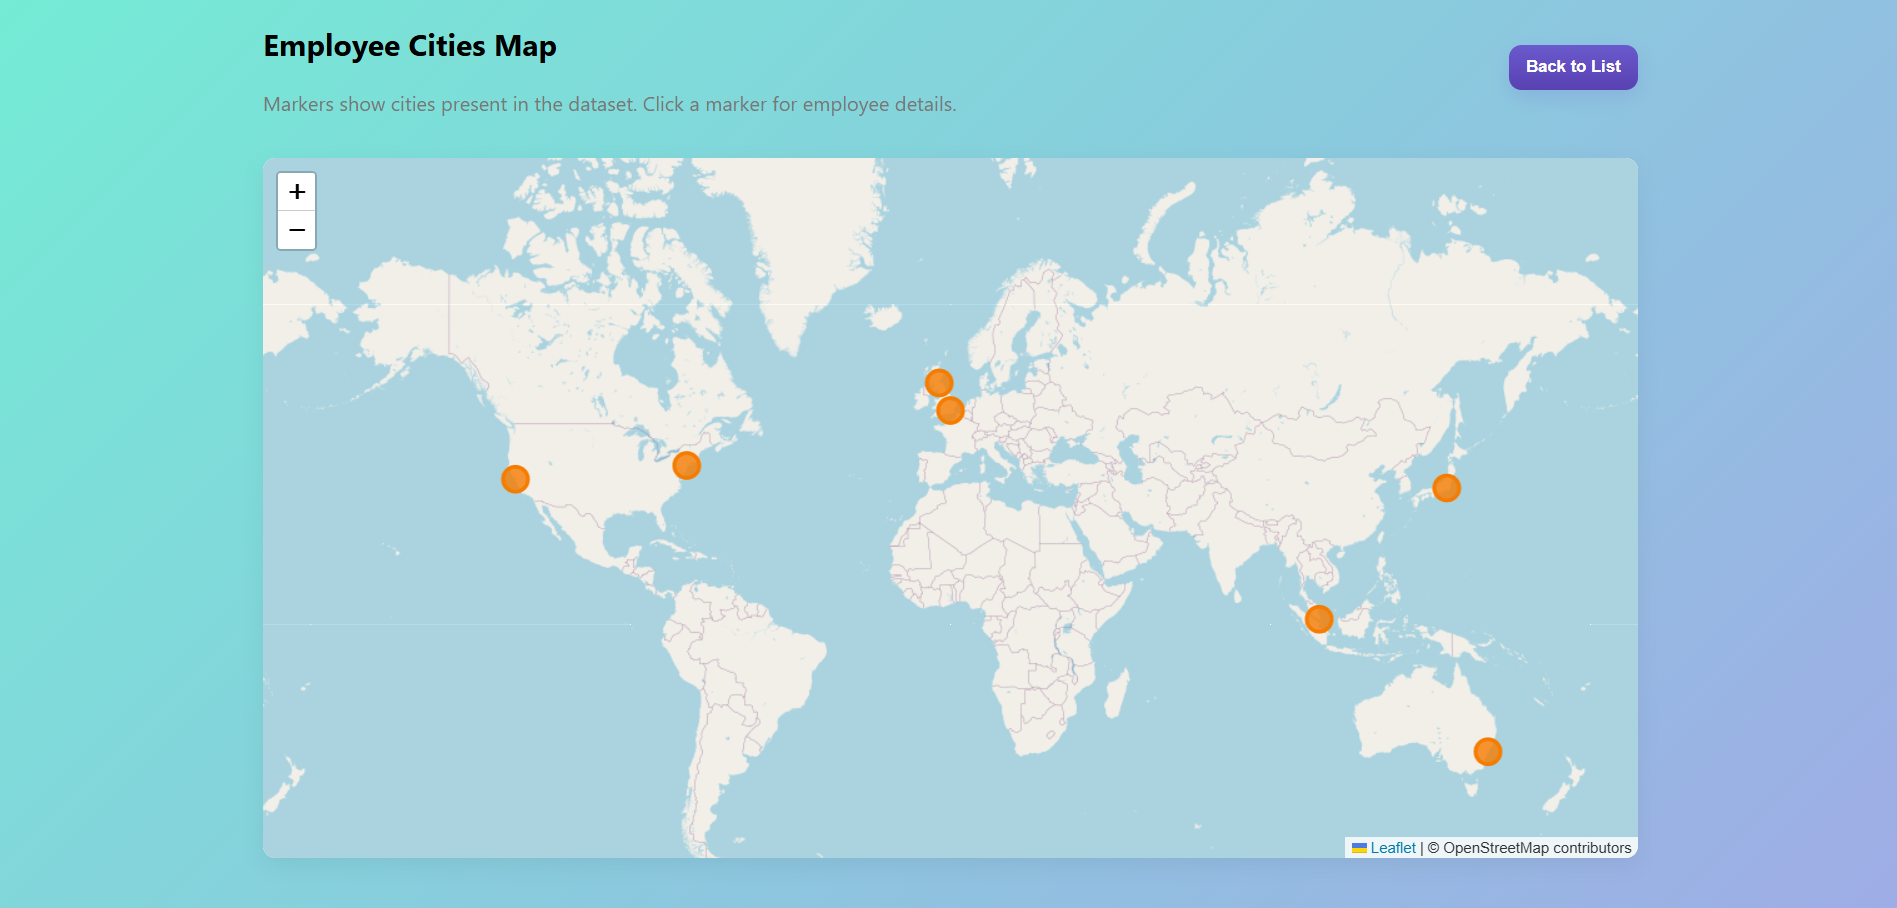 Employee Cities Map
Back to List
Markers show cities present in the dataset. Click a marker for employee details.
+
−
Leaflet | © OpenStreetMap contributors